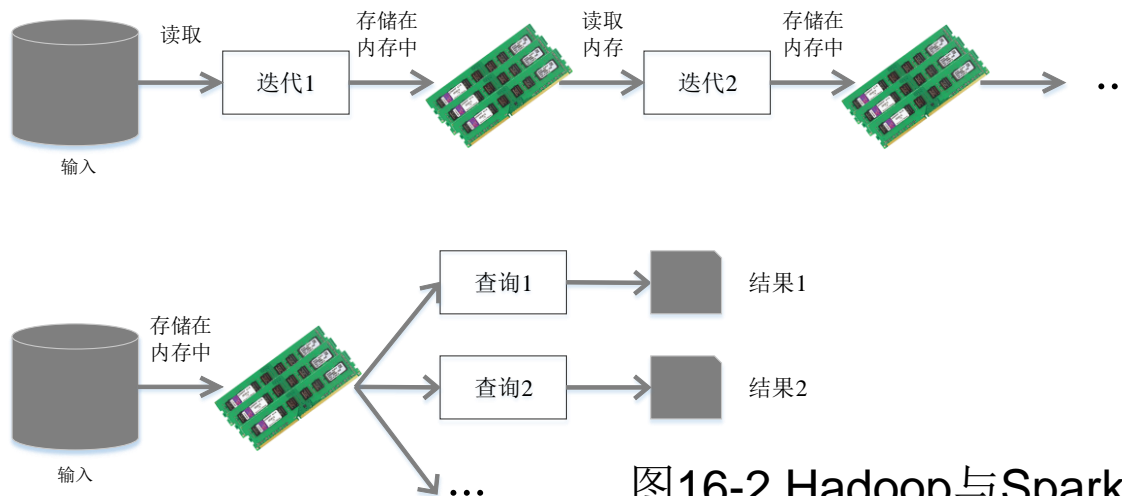 读取
存储在
内存中
读取
内存
存储在
内存中
迭代1
迭代2
...
输入
查询1
结果1
存储在
内存中
查询2
结果2
输入
...
图16-2 Hadoop与Spark